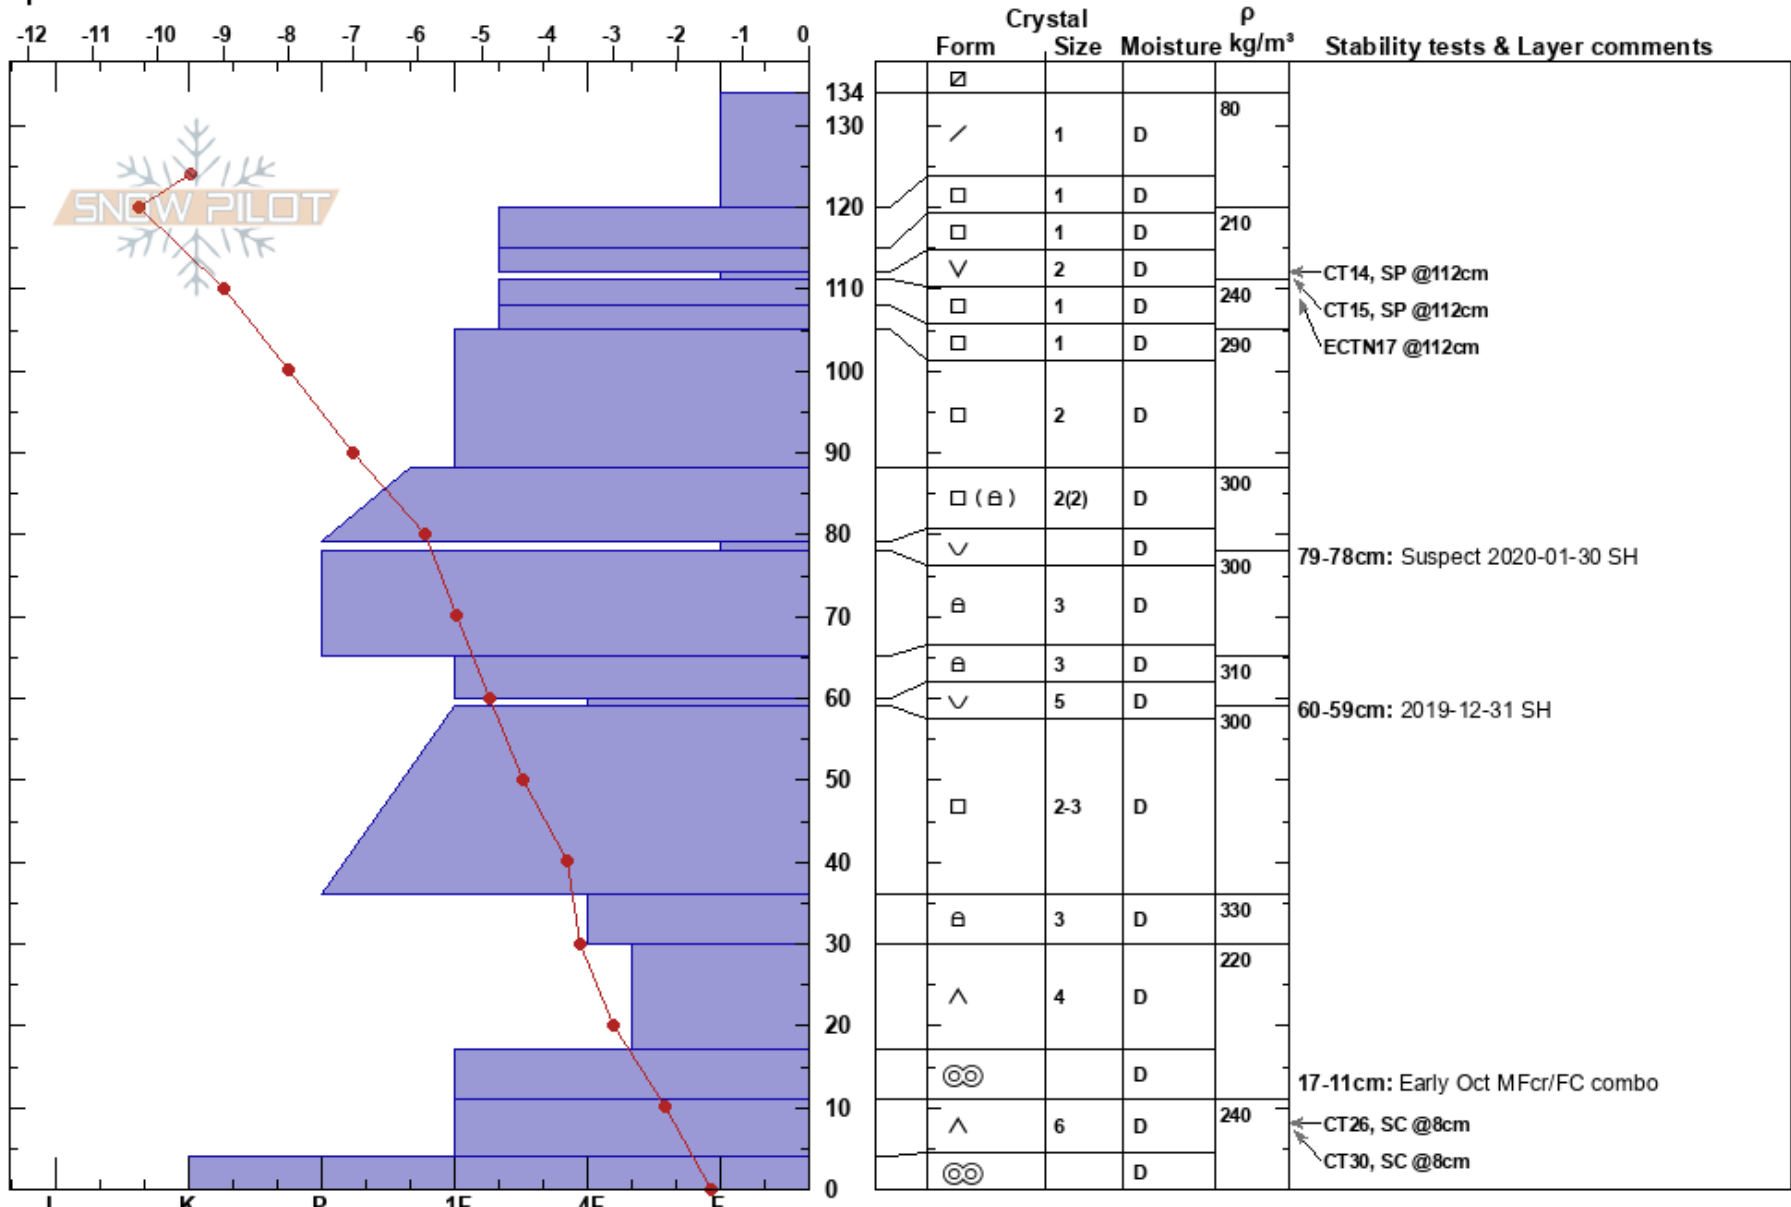 -12 -11 -10 -9 -8 -7 -6 -5 -4 -3 -2 -1 0
Crystal ρ
Form Size Moisture kg/m³ Stability tests & Layer comments
SNOW PILOT
134
130
120
110
100
90
80
70
60
50
40
30
20
10
0
80
1 D
1 D
210
1 D
2 D
CT14, SP @112cm
240
1 D
CT15, SP @112cm
290
1 D
ECTN17 @112cm
2 D
300
2(2) D
D
79-78cm: Suspect 2020-01-30 SH
300
3 D
3 D
310
5 D
60-59cm: 2019-12-31 SH
300
2-3 D
330
3 D
220
4 D
D
17-11cm: Early Oct MFcr/FC combo
240
6 D
CT26, SC @8cm
CT30, SC @8cm
D
I K P 1F 4F F